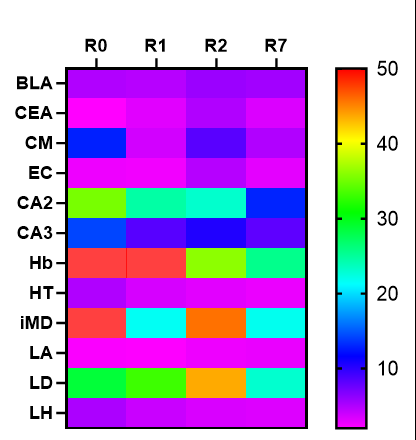 R0 R1 R2 R7
BLA
CEA
CM
EC
CA2
CA3
Hb
HT
iMD
LA
LD
LH
50
40
30
20
10